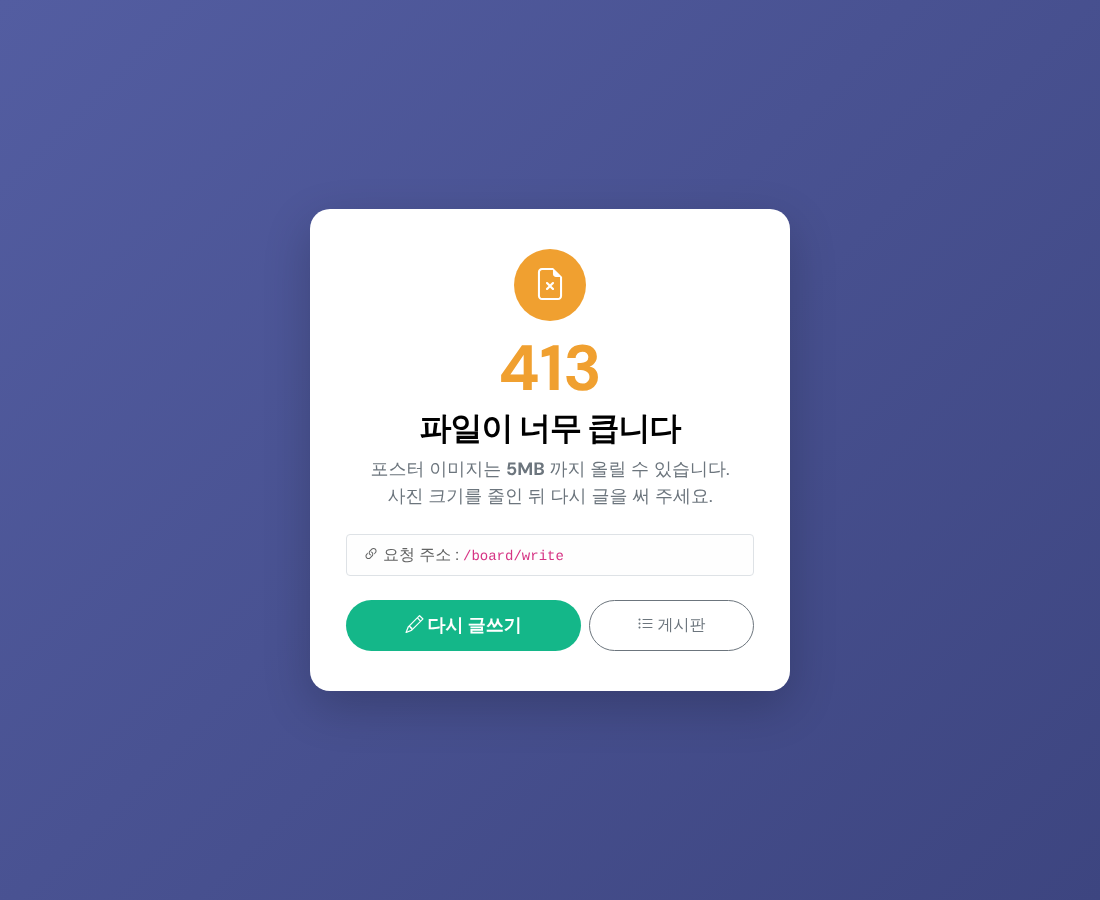 413
파일이 너무 큽니다
포스터 이미지는 5MB 까지 올릴 수 있습니다.
사진 크기를 줄인 뒤 다시 글을 써 주세요.
요청 주소 : /board/write
다시 글쓰기
게시판